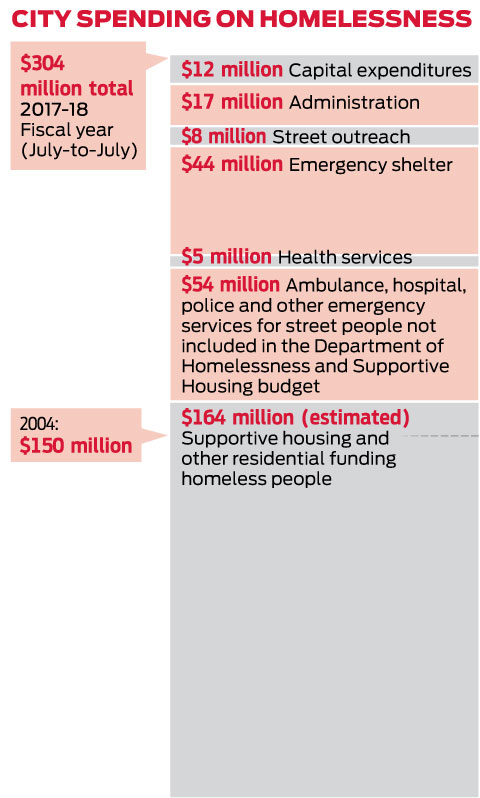 CITY SPENDING ON HOMELESSNESS
$304
million total
2017-18
Fiscal year
(July-to-July)
$12 million Capital expenditures
$17 million Administration
$8 million Street outreach
$44 million Emergency shelter
$5 million Health services
$54 million Ambulance, hospital,
police and other emergency
services for street people not
included in the Department of
Homelessness and Supportive
Housing budget
2004:
$150 million
$164 million (estimated)
Supportive housing and
other residential funding
homeless people